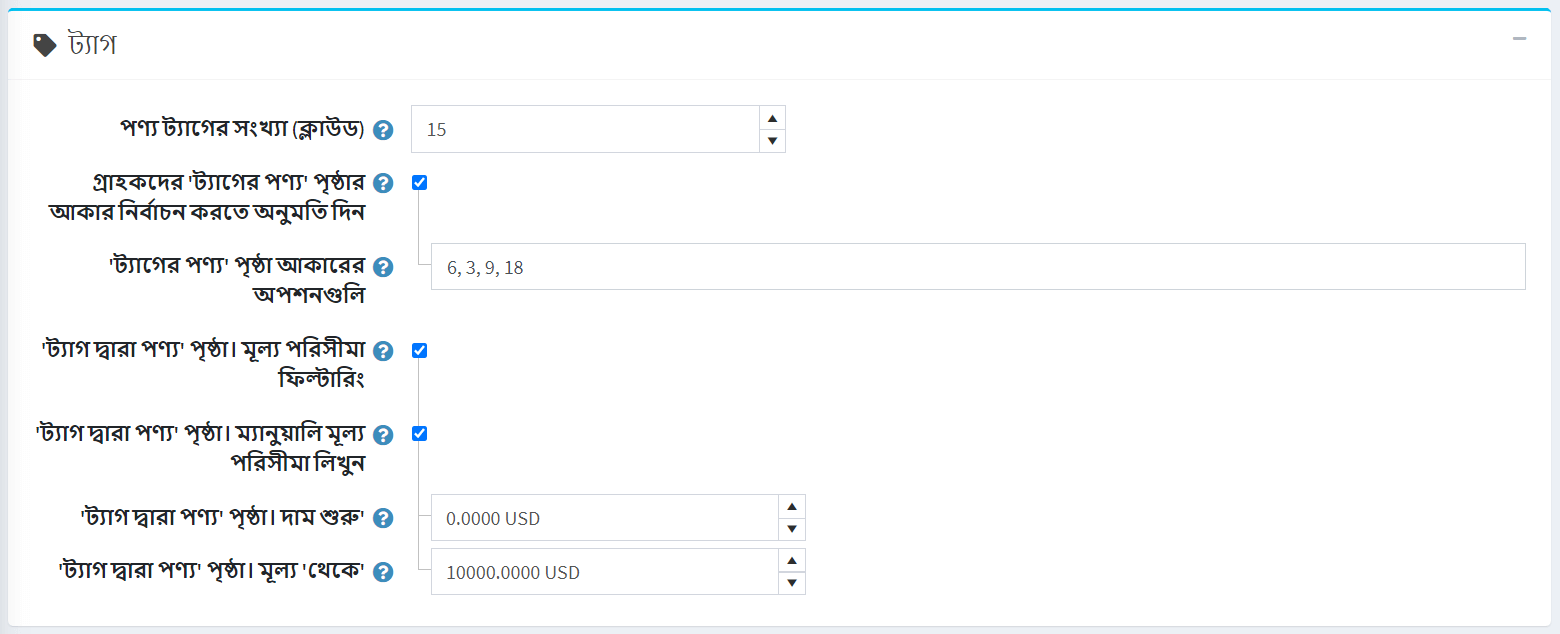 ট্যাগ
পণ্য ট্যাগের সংখ্যা (ক্লাউড) 15
গ্রাহকদের 'ট্যাগের পণ্য' পৃষ্ঠার
আকার নির্বাচন করতে অনুমতি দিন
'ট্যাগের পণ্য' পৃষ্ঠা আকারের
অপশনগুলি
6, 3, 9, 18
'ট্যাগ দ্বারা পণ্য' পৃষ্ঠা। মূল্য পরিসীমা
ফিল্টারিং
'ট্যাগ দ্বারা পণ্য' পৃষ্ঠা। ম্যানুয়ালি মূল্য
পরিসীমা লিখুন
'ট্যাগ দ্বারা পণ্য' পৃষ্ঠা। দাম শুরু' 0.0000 USD
'ট্যাগ দ্বারা পণ্য' পৃষ্ঠা। মূল্য 'থেকে' 10000.0000 USD